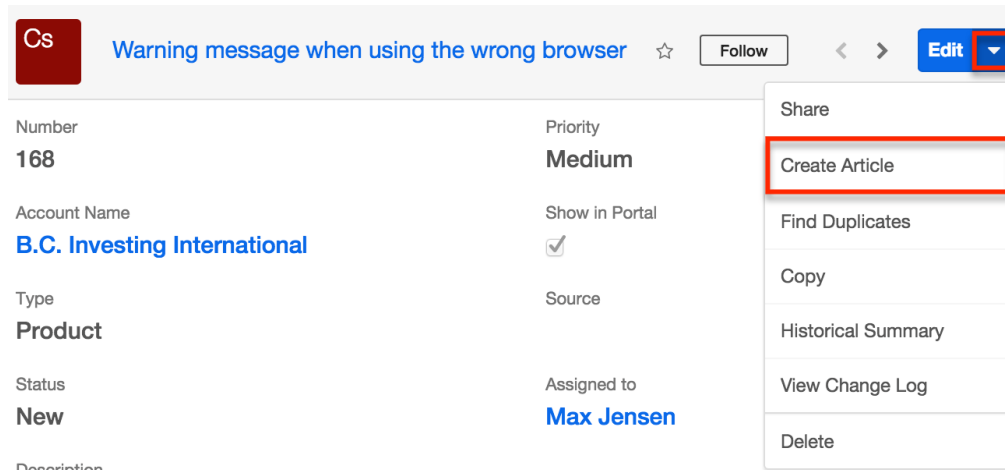 Cs
Warning message when using the wrong browser
Follow
Edit
Share
Create Article
Find Duplicates
Copy
Historical Summary
View Change Log
Delete
Number
168
Priority
Medium
Account Name
B.C. Investing International
Show in Portal
Type
Product
Source
Status
New
Assigned to
Max Jensen
Description